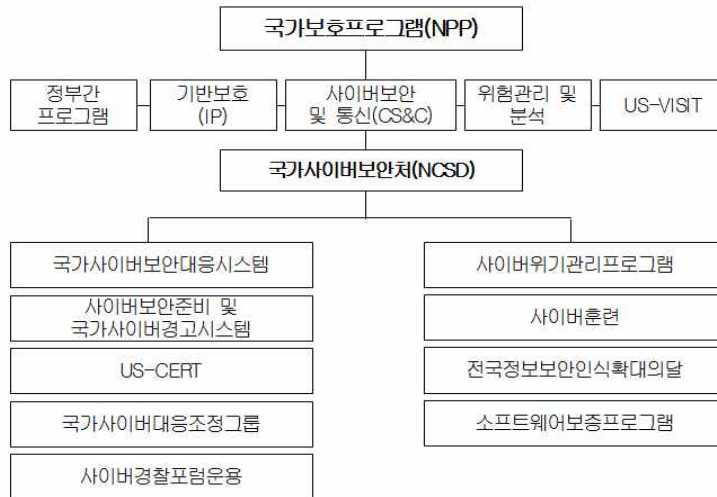 국가보호프로그램(NPP)
정부간
프로그램
기반보호
(IP)
사이버보안
및 통신(CS&C)
위험관리 및
분석
US-VISIT
국가사이버보안처(NCSD)
국가사이버보안대응시스템
사이버위기관리프로그램
사이버보안준비 및
국가사이버경고시스템
사이버훈련
US-CERT
전국정보보안인식확대의달
국가사이버대응조정그룹
소프트웨어보증프로그램
사이버경찰포럼운용